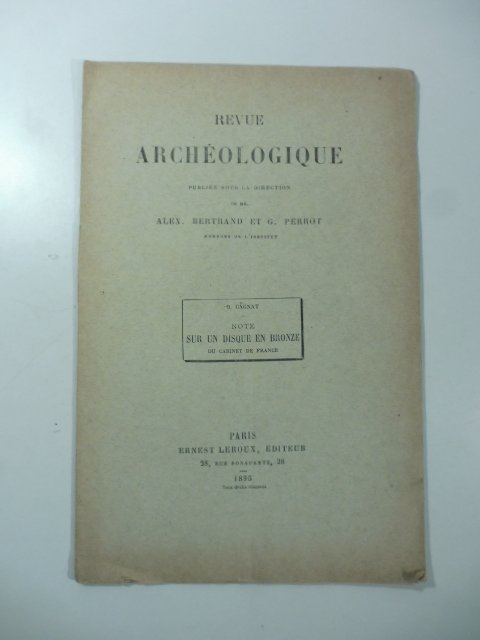 REVUE
ARCHÉOLOGIQUE
PUBLIÉE SOUS LA DIRECTION
DE MM.
ALEX. BERTRAND ET G. PERROT
MEMBRES DE L'INSTITUT
R. CAGNAT
NOTE
SUR UN DISQUE EN BRONZE
DU CABINET DE FRANCE
PARIS
ERNEST LEROUX, ÉDITEUR
28, RUE BONAPARTE, 28
1895
Tous droits réservés